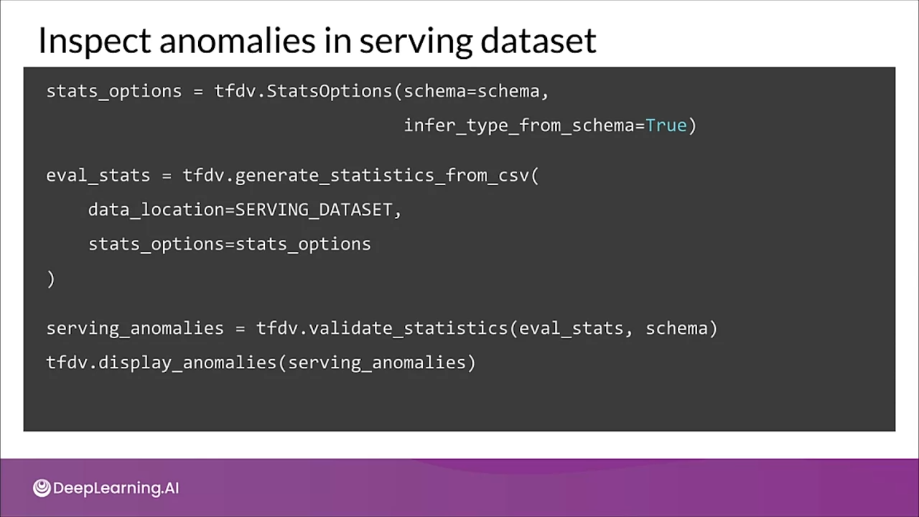 Inspect anomalies in serving dataset
stats_options = tfdv.StatsOptions(schema=schema,
infer_type_from_schema=True)
eval_stats = tfdv.generate_statistics_from_csv(
data_location=SERVING_DATASET,
stats_options=stats_options
)
serving_anomalies = tfdv.validate_statistics(eval_stats, schema)
tfdv.display_anomalies(serving_anomalies)
DeepLearning.AI